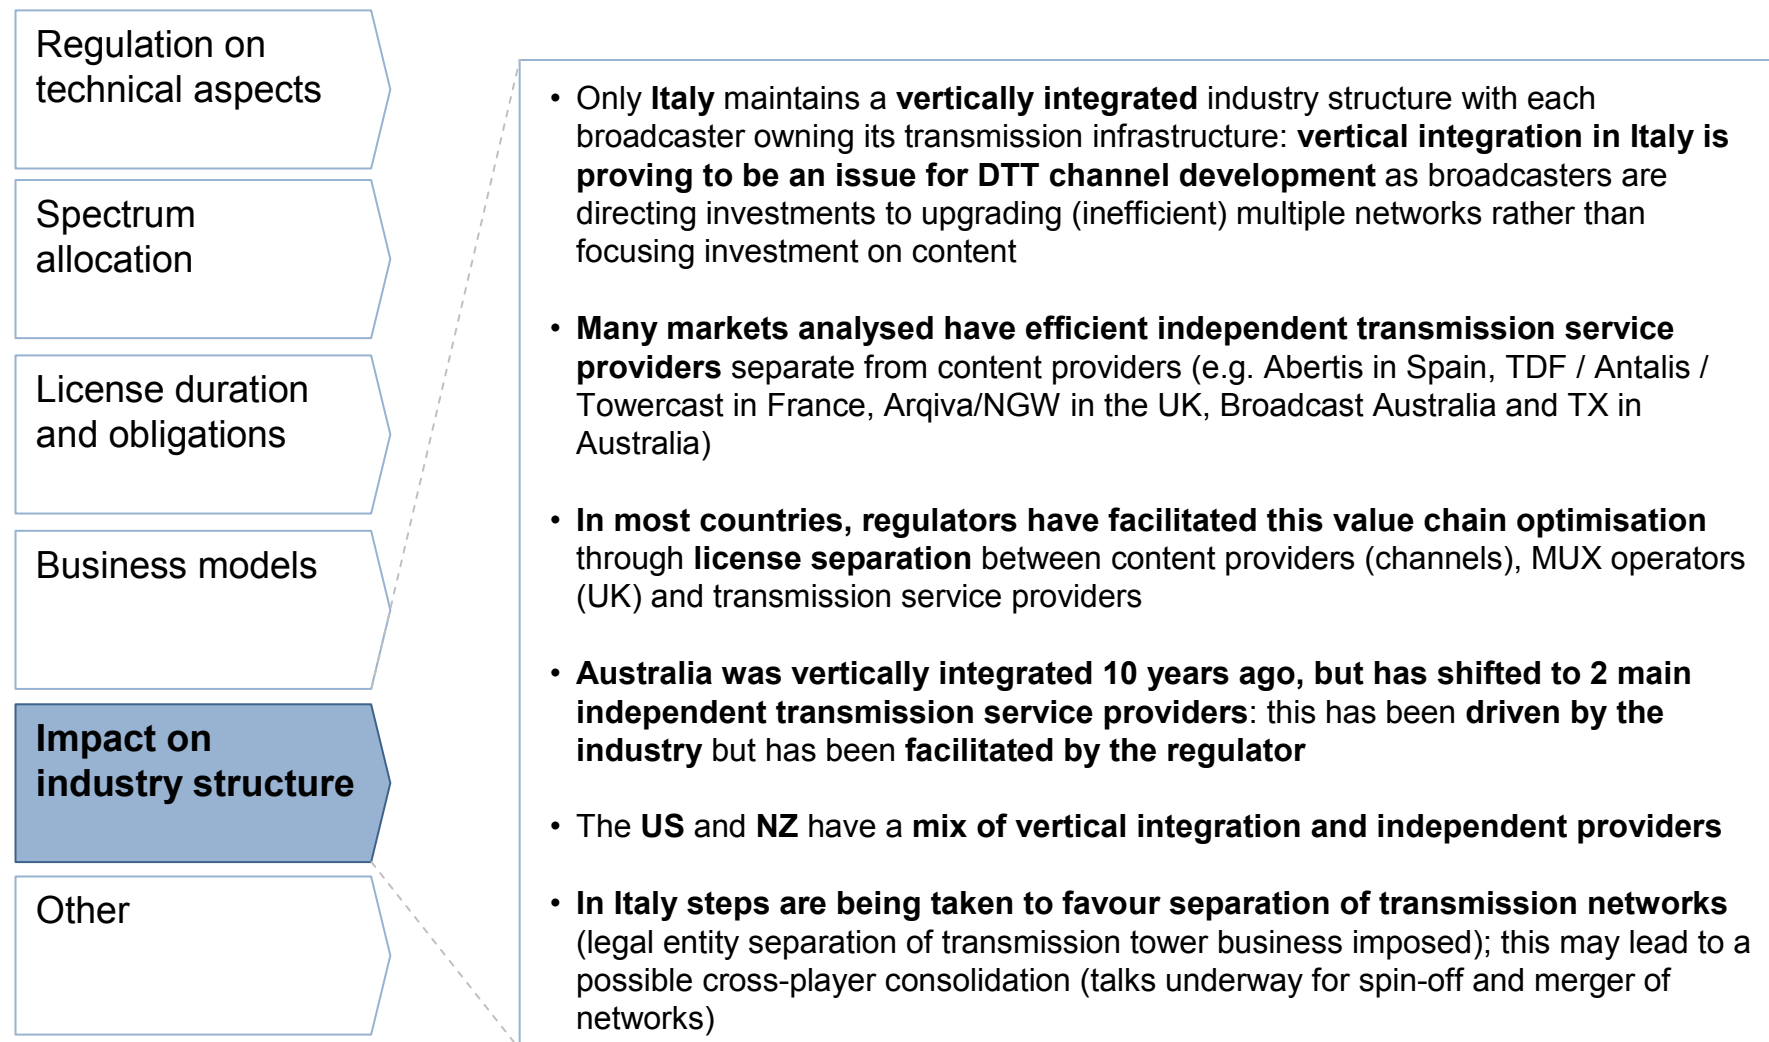 Regulation on
technical aspects
Spectrum
allocation
License duration
and obligations
Business models
Impact on
industry structure
Other
• Only Italy maintains a vertically integrated industry structure with each
broadcaster owning its transmission infrastructure: vertical integration in Italy is
proving to be an issue for DTT channel development as broadcasters are
directing investments to upgrading (inefficient) multiple networks rather than
focusing investment on content
• Many markets analysed have efficient independent transmission service
providers separate from content providers (e.g. Abertis in Spain, TDF / Antalis /
Towercast in France, Arqiva/NGW in the UK, Broadcast Australia and TX in
Australia)
• In most countries, regulators have facilitated this value chain optimisation
through license separation between content providers (channels), MUX operators
(UK) and transmission service providers
• Australia was vertically integrated 10 years ago, but has shifted to 2 main
independent transmission service providers: this has been driven by the
industry but has been facilitated by the regulator
• The US and NZ have a mix of vertical integration and independent providers
• In Italy steps are being taken to favour separation of transmission networks
(legal entity separation of transmission tower business imposed); this may lead to a
possible cross-player consolidation (talks underway for spin-off and merger of
networks)